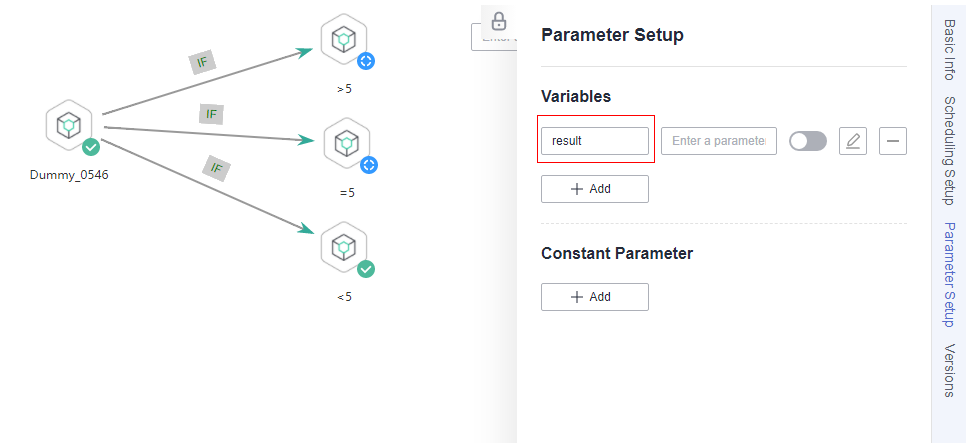 IF
>5
IF
Dummy_0546
IF
=5
<5
Parameter Setup
Variables
result
Enter a paramete
Add
Constant Parameter
Add
Basic Info
Scheduling Setup
Parameter Setup
Versions